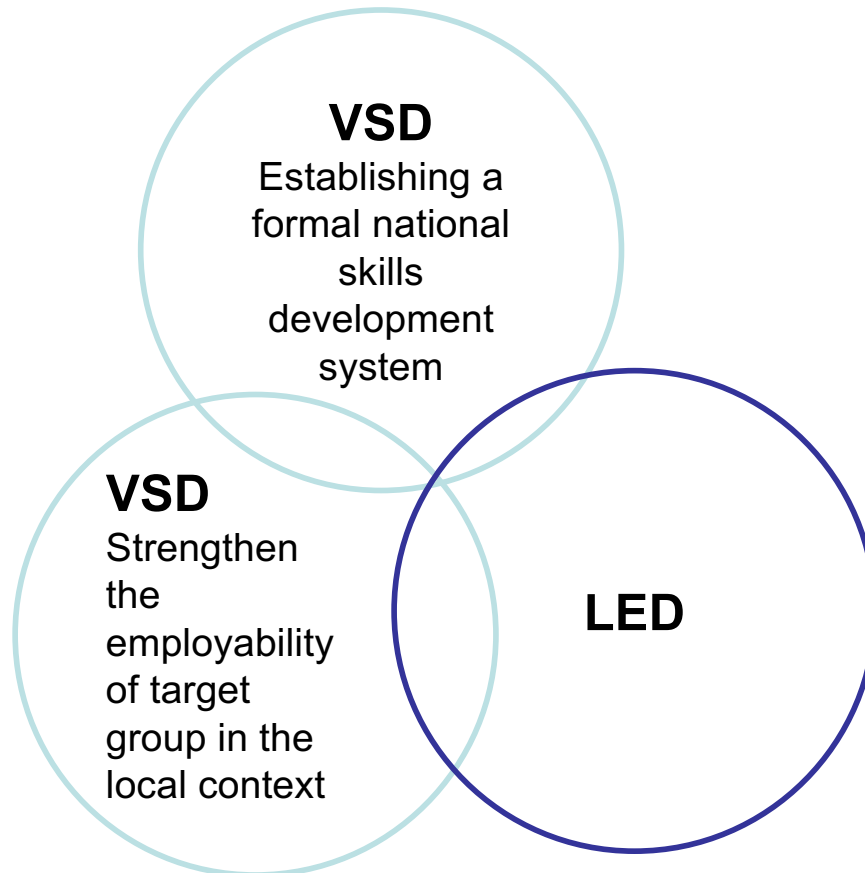 VSD
Establishing a
formal national
skills
development
system
VSD
Strengthen
the
employability
of target
group in the
local context
LED